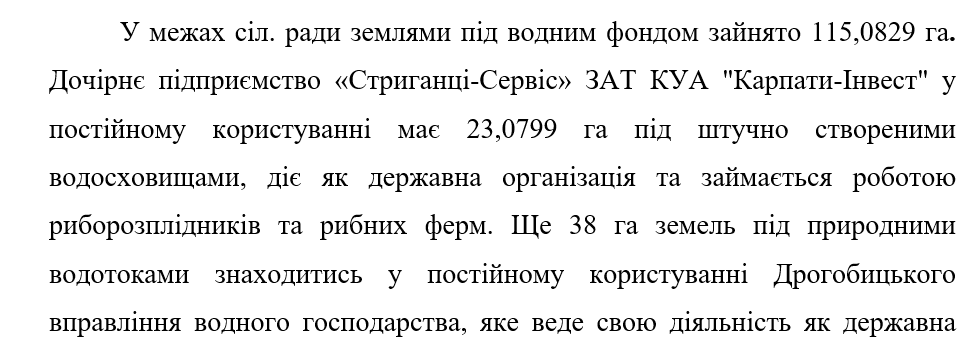 У межах сіл. ради землями під водним фондом зайнято 115,0829 га.
Дочірнє підприємство «Стриганці-Сервіс» ЗАТ КУА "Карпати-Інвест" у
постійному користуванні має 23,0799 га під штучно створеними
водосховищами, діє як державна організація та займається роботою
риборозплідників та рибних ферм. Ще 38 га земель під природними
водотоками знаходитись у постійному користуванні Дрогобицького
вправління водного господарства, яке веде свою діяльність як державна